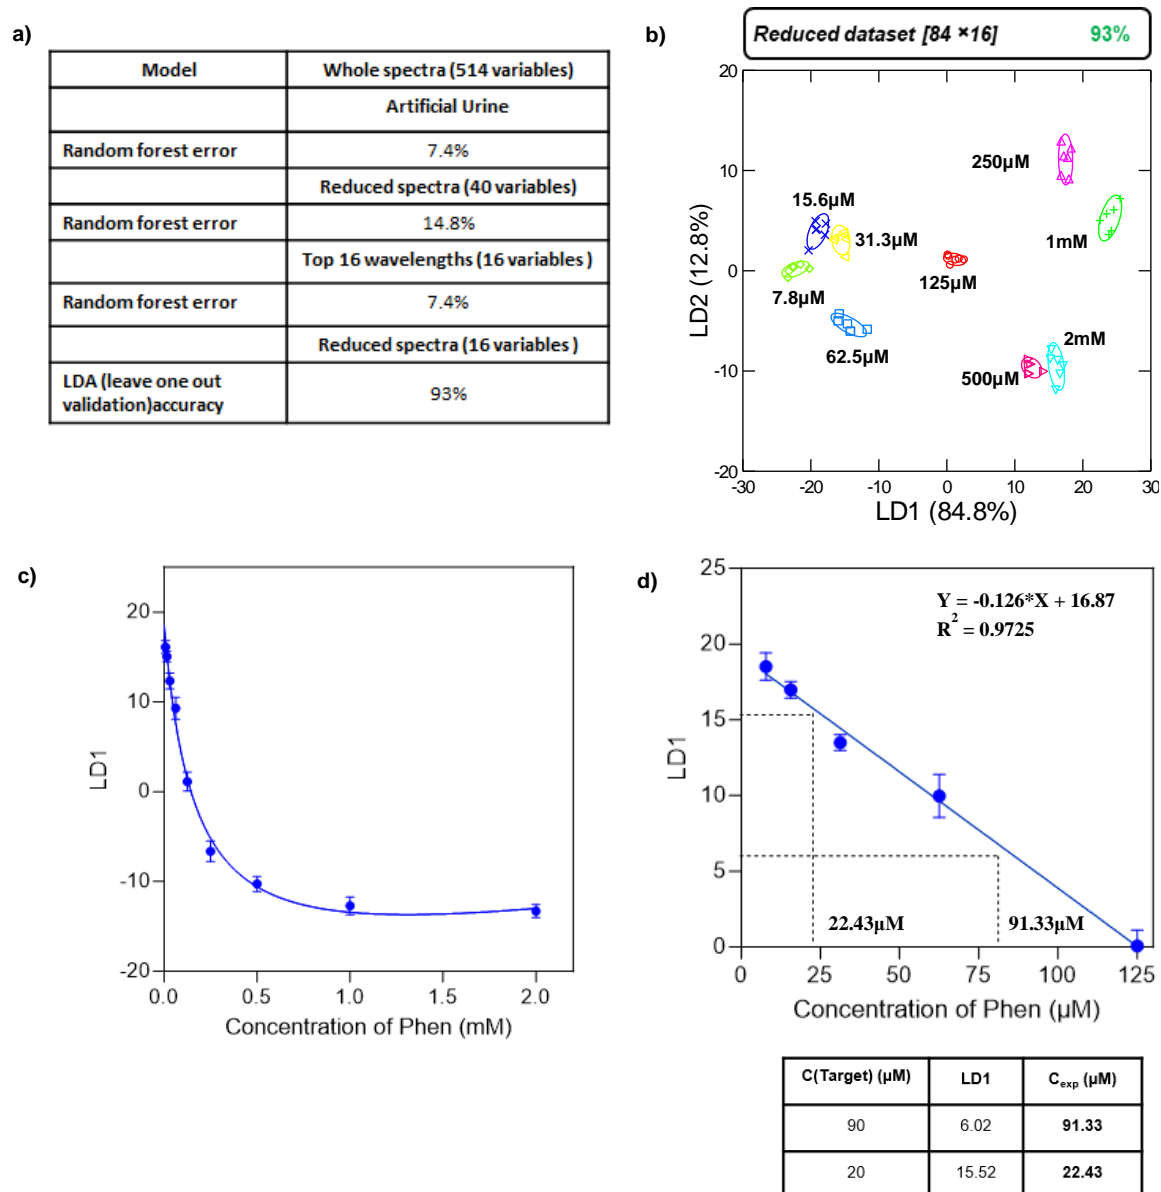 a)
Model Whole spectra (514 variables)
Artificial Urine
Random forest error 7.4%
Reduced spectra (40 variables)
Random forest error 14.8%
Top 16 wavelengths (16 variables )
Random forest error 7.4%
Reduced spectra (16 variables )
LDA (leave one out
validation)accuracy 93%
b)
Reduced dataset [84 ×16] 93%
20
10
0
-10
-20
LD2 (12.8%)
250µM
15.6µM
31.3µM
1mM
7.8µM
125µM
62.5µM
2mM
500µM
-30 -20 -10 0 10 20 30
LD1 (84.8%)
c)
20
10
0
-10
-20
LD1
0.0 0.5 1.0 1.5 2.0
Concentration of Phen (mM)
d)
25
20
15
10
5
0
LD1
Y = -0.126*X + 16.87
R² = 0.9725
22.43µM 91.33µM
0 25 50 75 100 125
Concentration of Phen (µM)
C(Target) (µM) LD1 Cexp (µM)
90 6.02 91.33
20 15.52 22.43